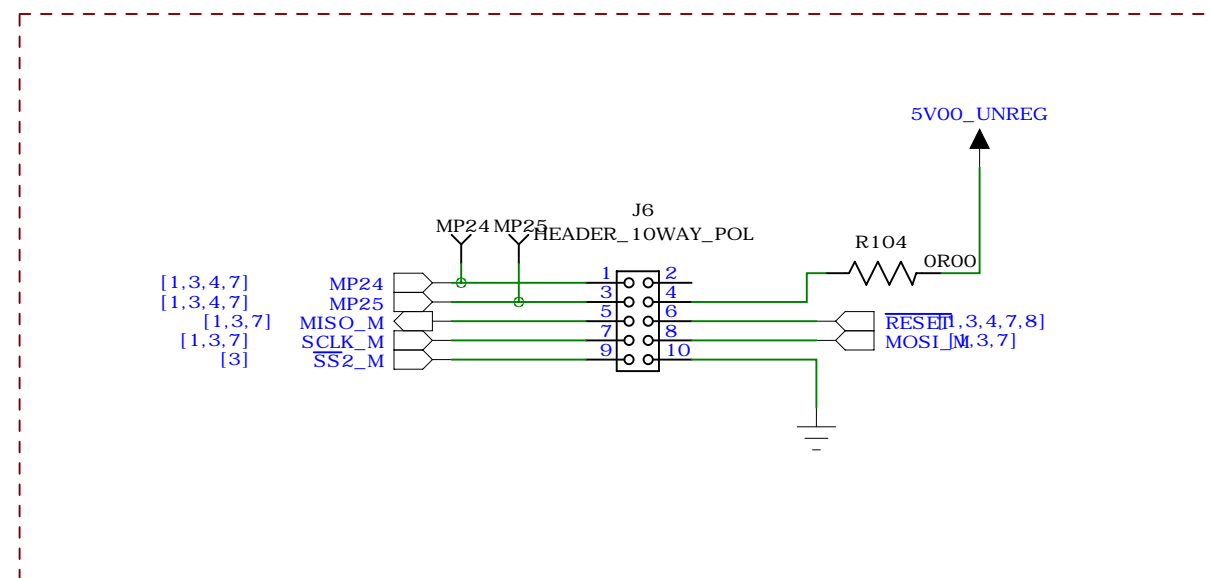 5V00_UNREG
J6
MP24 MP25 HEADER_10WAY_POL
R104
0R00
[1,3,4,7] MP24 1 2
[1,3,4,7] MP25 3 4
[1,3,7] MISO_M 5 6 RESET [1,3,4,7,8]
[1,3,7] SCLK_M 7 8 MOSI_M [1,3,7]
[3] SS2_M 9 10